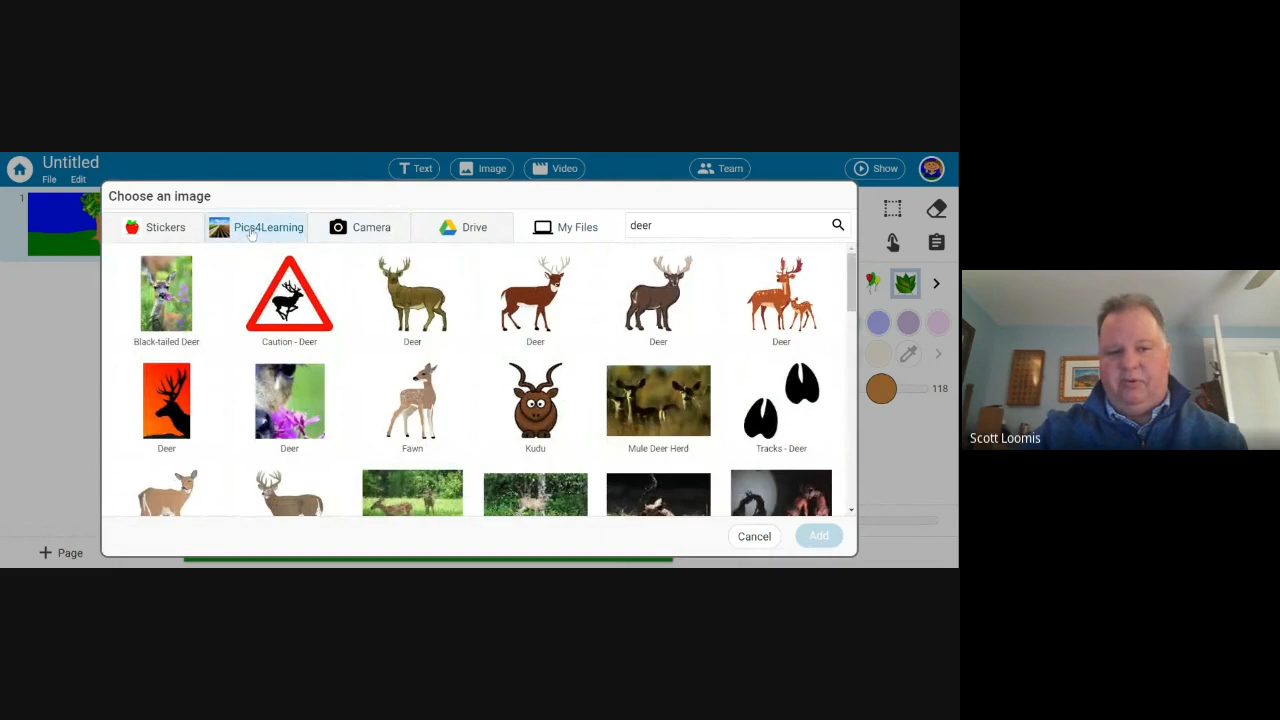 Untitled
File Edit
Text Image Video Team Show
Choose an image
Stickers Pics4Learning Camera Drive My Files deer
1
Black-tailed Deer Caution - Deer Deer Deer Deer Deer
118
Scott Loomis
Deer Deer Fawn Kudu Mule Deer Herd Tracks - Deer
Cancel Add
+ Page